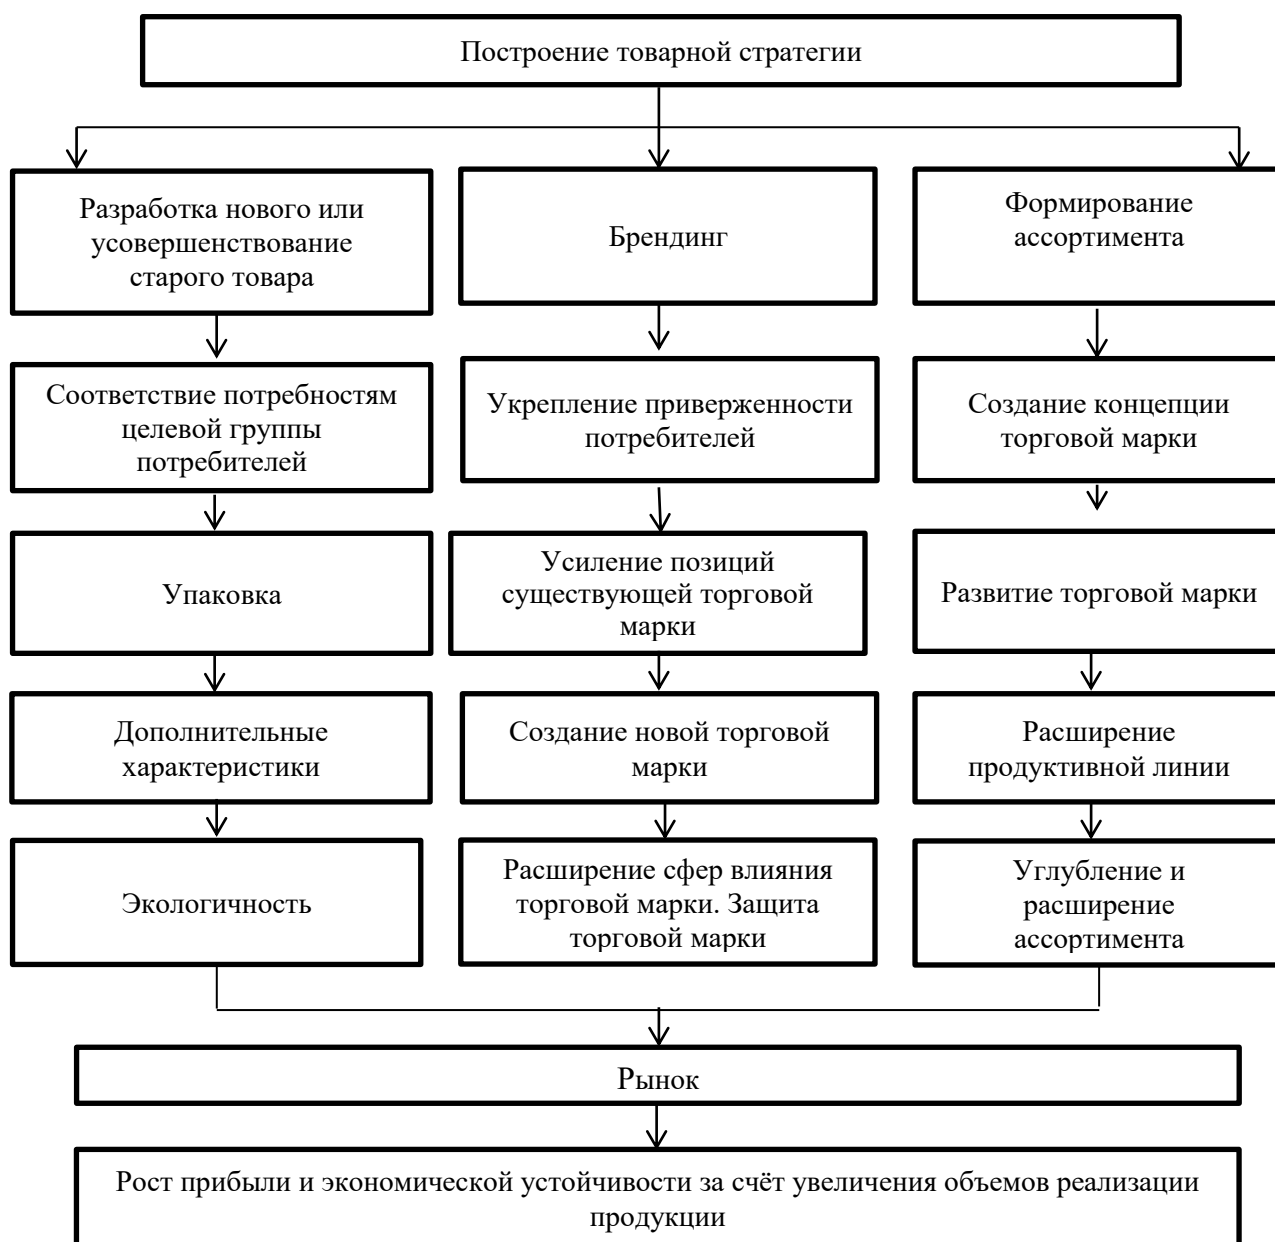 Построение товарной стратегии
Разработка нового или
усовершенствование
старого товара
Брендинг
Формирование
ассортимента
Соответствие потребностям
целевой группы
потребителей
Укрепление приверженности
потребителей
Создание концепции
торговой марки
Упаковка
Усиление позиций
существующей торговой
марки
Развитие торговой марки
Дополнительные
характеристики
Создание новой торговой
марки
Расширение
продуктивной линии
Экологичность
Расширение сфер влияния
торговой марки. Защита
торговой марки
Углубление и
расширение
ассортимента
Рынок
Рост прибыли и экономической устойчивости за счёт увеличения объемов реализации
продукции